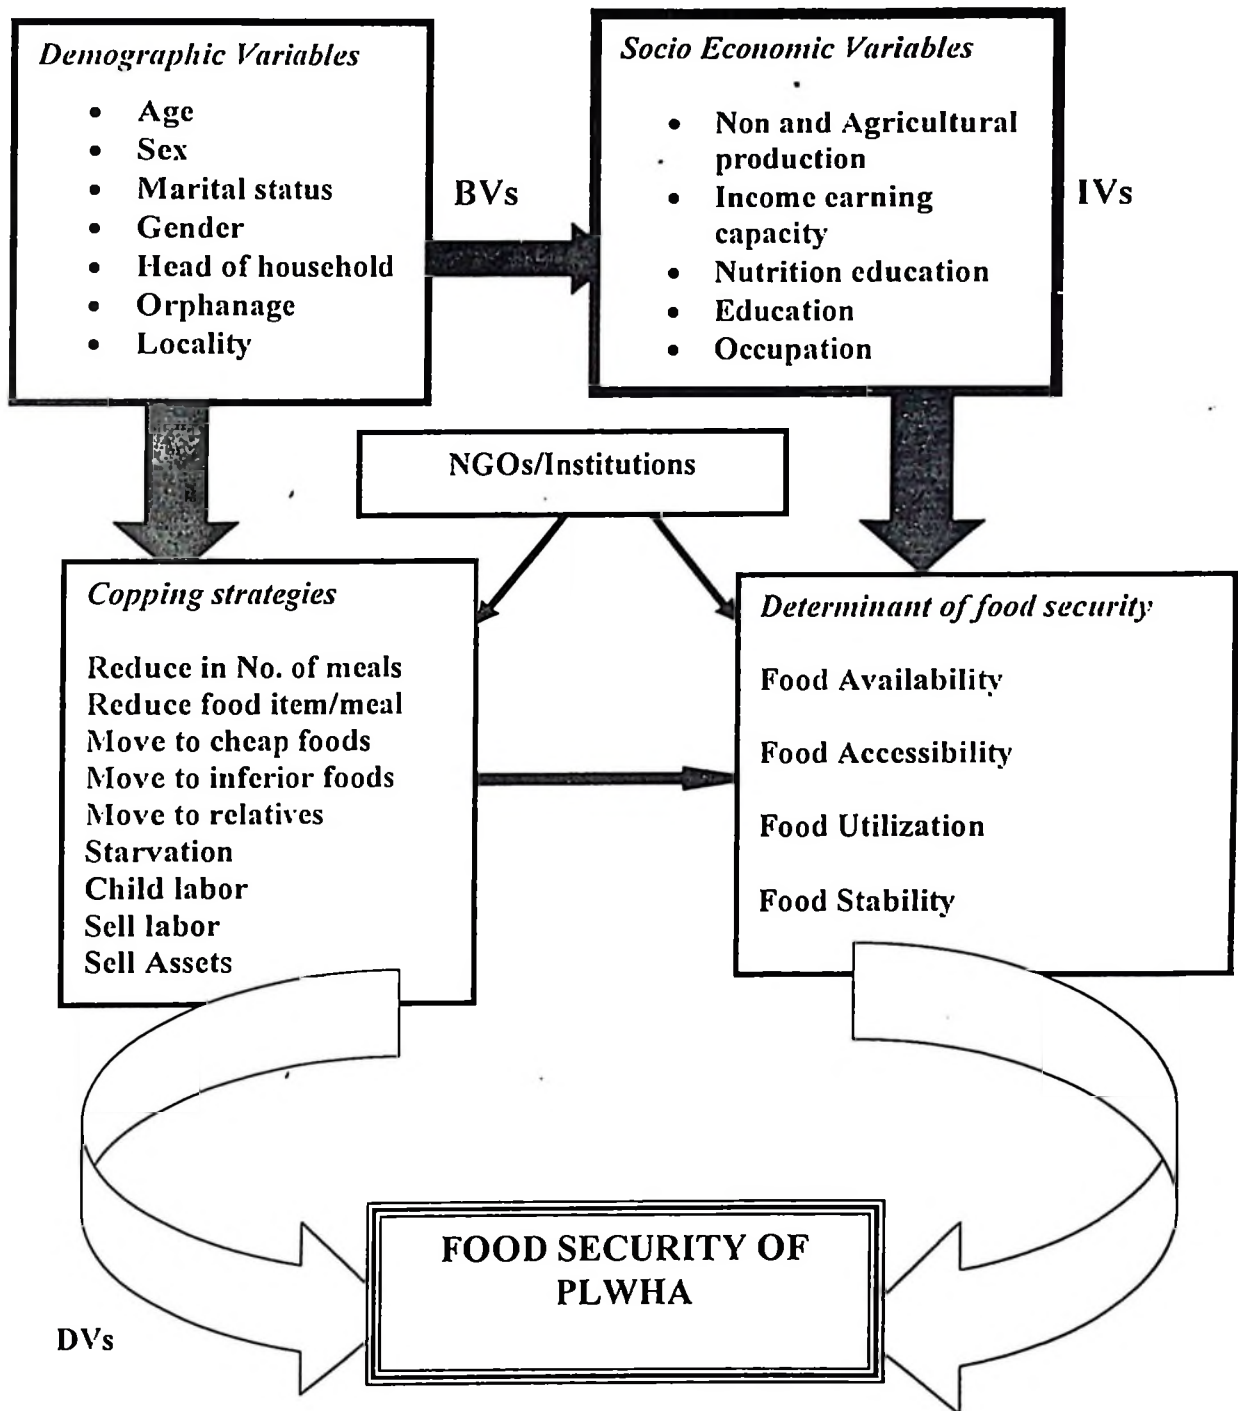 Demographic Variables
• Age
• Sex
• Marital status
• Gender
• Head of household
• Orphanage
• Locality
BVs
Socio Economic Variables
• Non and Agricultural
production
• Income earning
capacity
• Nutrition education
• Education
• Occupation
IVs
NGOs/Institutions
Copping strategies
Reduce in No. of meals
Reduce food item/meal
Move to cheap foods
Move to inferior foods
Move to relatives
Starvation
Child labor
Sell labor
Sell Assets
Determinant of food security
Food Availability
Food Accessibility
Food Utilization
Food Stability
FOOD SECURITY OF
PLWHA
DVs